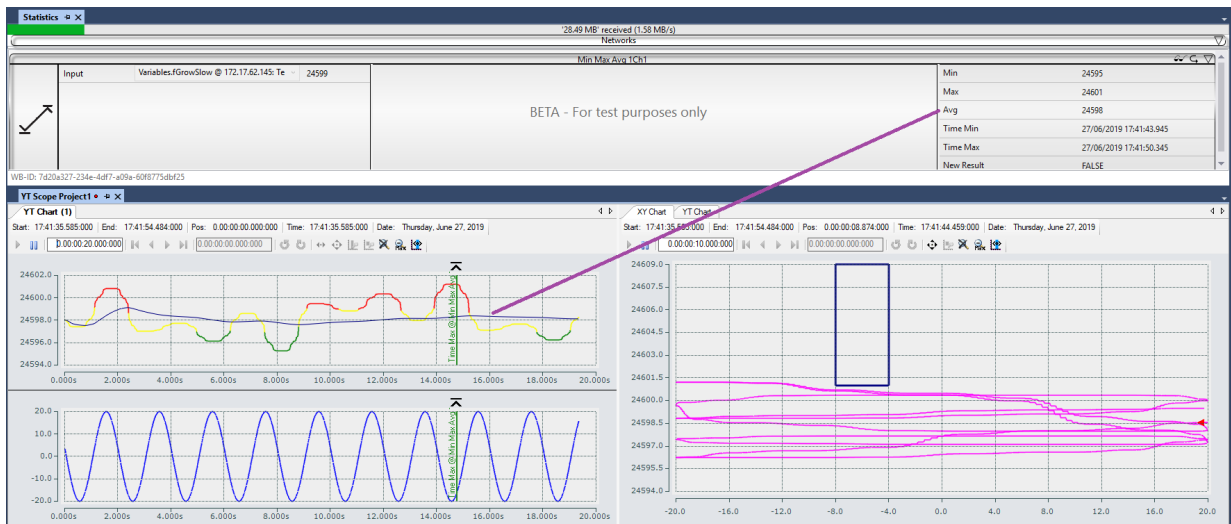 Statistics
'28.49 MB' received (1.58 MB/s)
Networks
Min Max Avg 1Ch1
Input Variables.fGrowSlow @ 172.17.62.145: Te 24599
BETA - For test purposes only
Min 24595
Max 24601
Avg 24598
Time Min 27/06/2019 17:41:43.945
Time Max 27/06/2019 17:41:50.345
New Result FALSE
WB-ID: 7d20a327-234e-4df7-a09a-60f8775dbf25
YT Scope Project1
YT Chart (1)
Start: 17:41:35.585:000 End: 17:41:54.484:000 Pos: 0.00:00:00.000:000 Time: 17:41:35.585:000 Date: Thursday, June 27, 2019
0.00:00:20.000:000 0.00:00:00.000:000
24602.0
24600.0
24598.0
24596.0
24594.0
Time Max @ Min Max Avg
0.000s 2.000s 4.000s 6.000s 8.000s 10.000s 12.000s 14.000s 16.000s 18.000s 20.000s
20.0
10.0
0.0
-10.0
-20.0
Time Max @ Min Max Avg
0.000s 2.000s 4.000s 6.000s 8.000s 10.000s 12.000s 14.000s 16.000s 18.000s 20.000s
XY Chart YT Chart
Start: 17:41:35.585:000 End: 17:41:54.484:000 Pos: 0.00:00:08.874:000 Time: 17:41:44.459:000 Date: Thursday, June 27, 2019
0.00:00:10.000:000 0.00:00:00.000:000
24609.0
24607.5
24606.0
24604.5
24603.0
24601.5
24600.0
24598.5
24597.0
24595.5
24594.0
-20.0 -16.0 -12.0 -8.0 -4.0 0.0 4.0 8.0 12.0 16.0 20.0